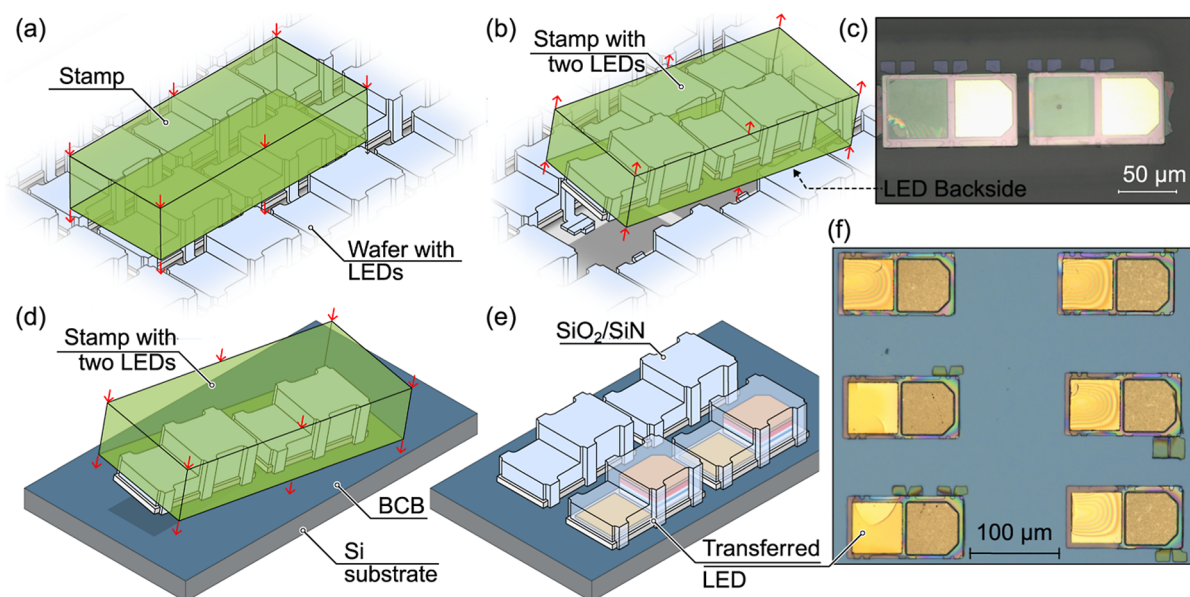 (a)
Stamp
Wafer with
LEDs
(b)
Stamp with
two LEDs
LED Backside
(c)
50 µm
(d)
Stamp with
two LEDs
BCB
Si
substrate
(e)
SiO₂/SiN
Transferred
LED
(f)
100 µm